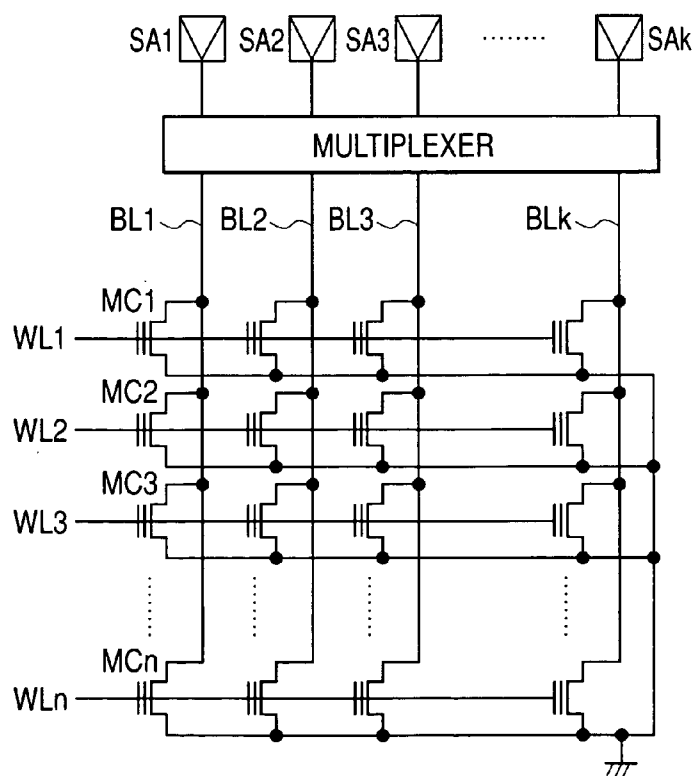 SA1 SA2 SA3 ········ SAk
MULTIPLEXER
BL1 BL2 BL3 BLk
MC1
WL1
MC2
WL2
MC3
WL3
MCn
WLn